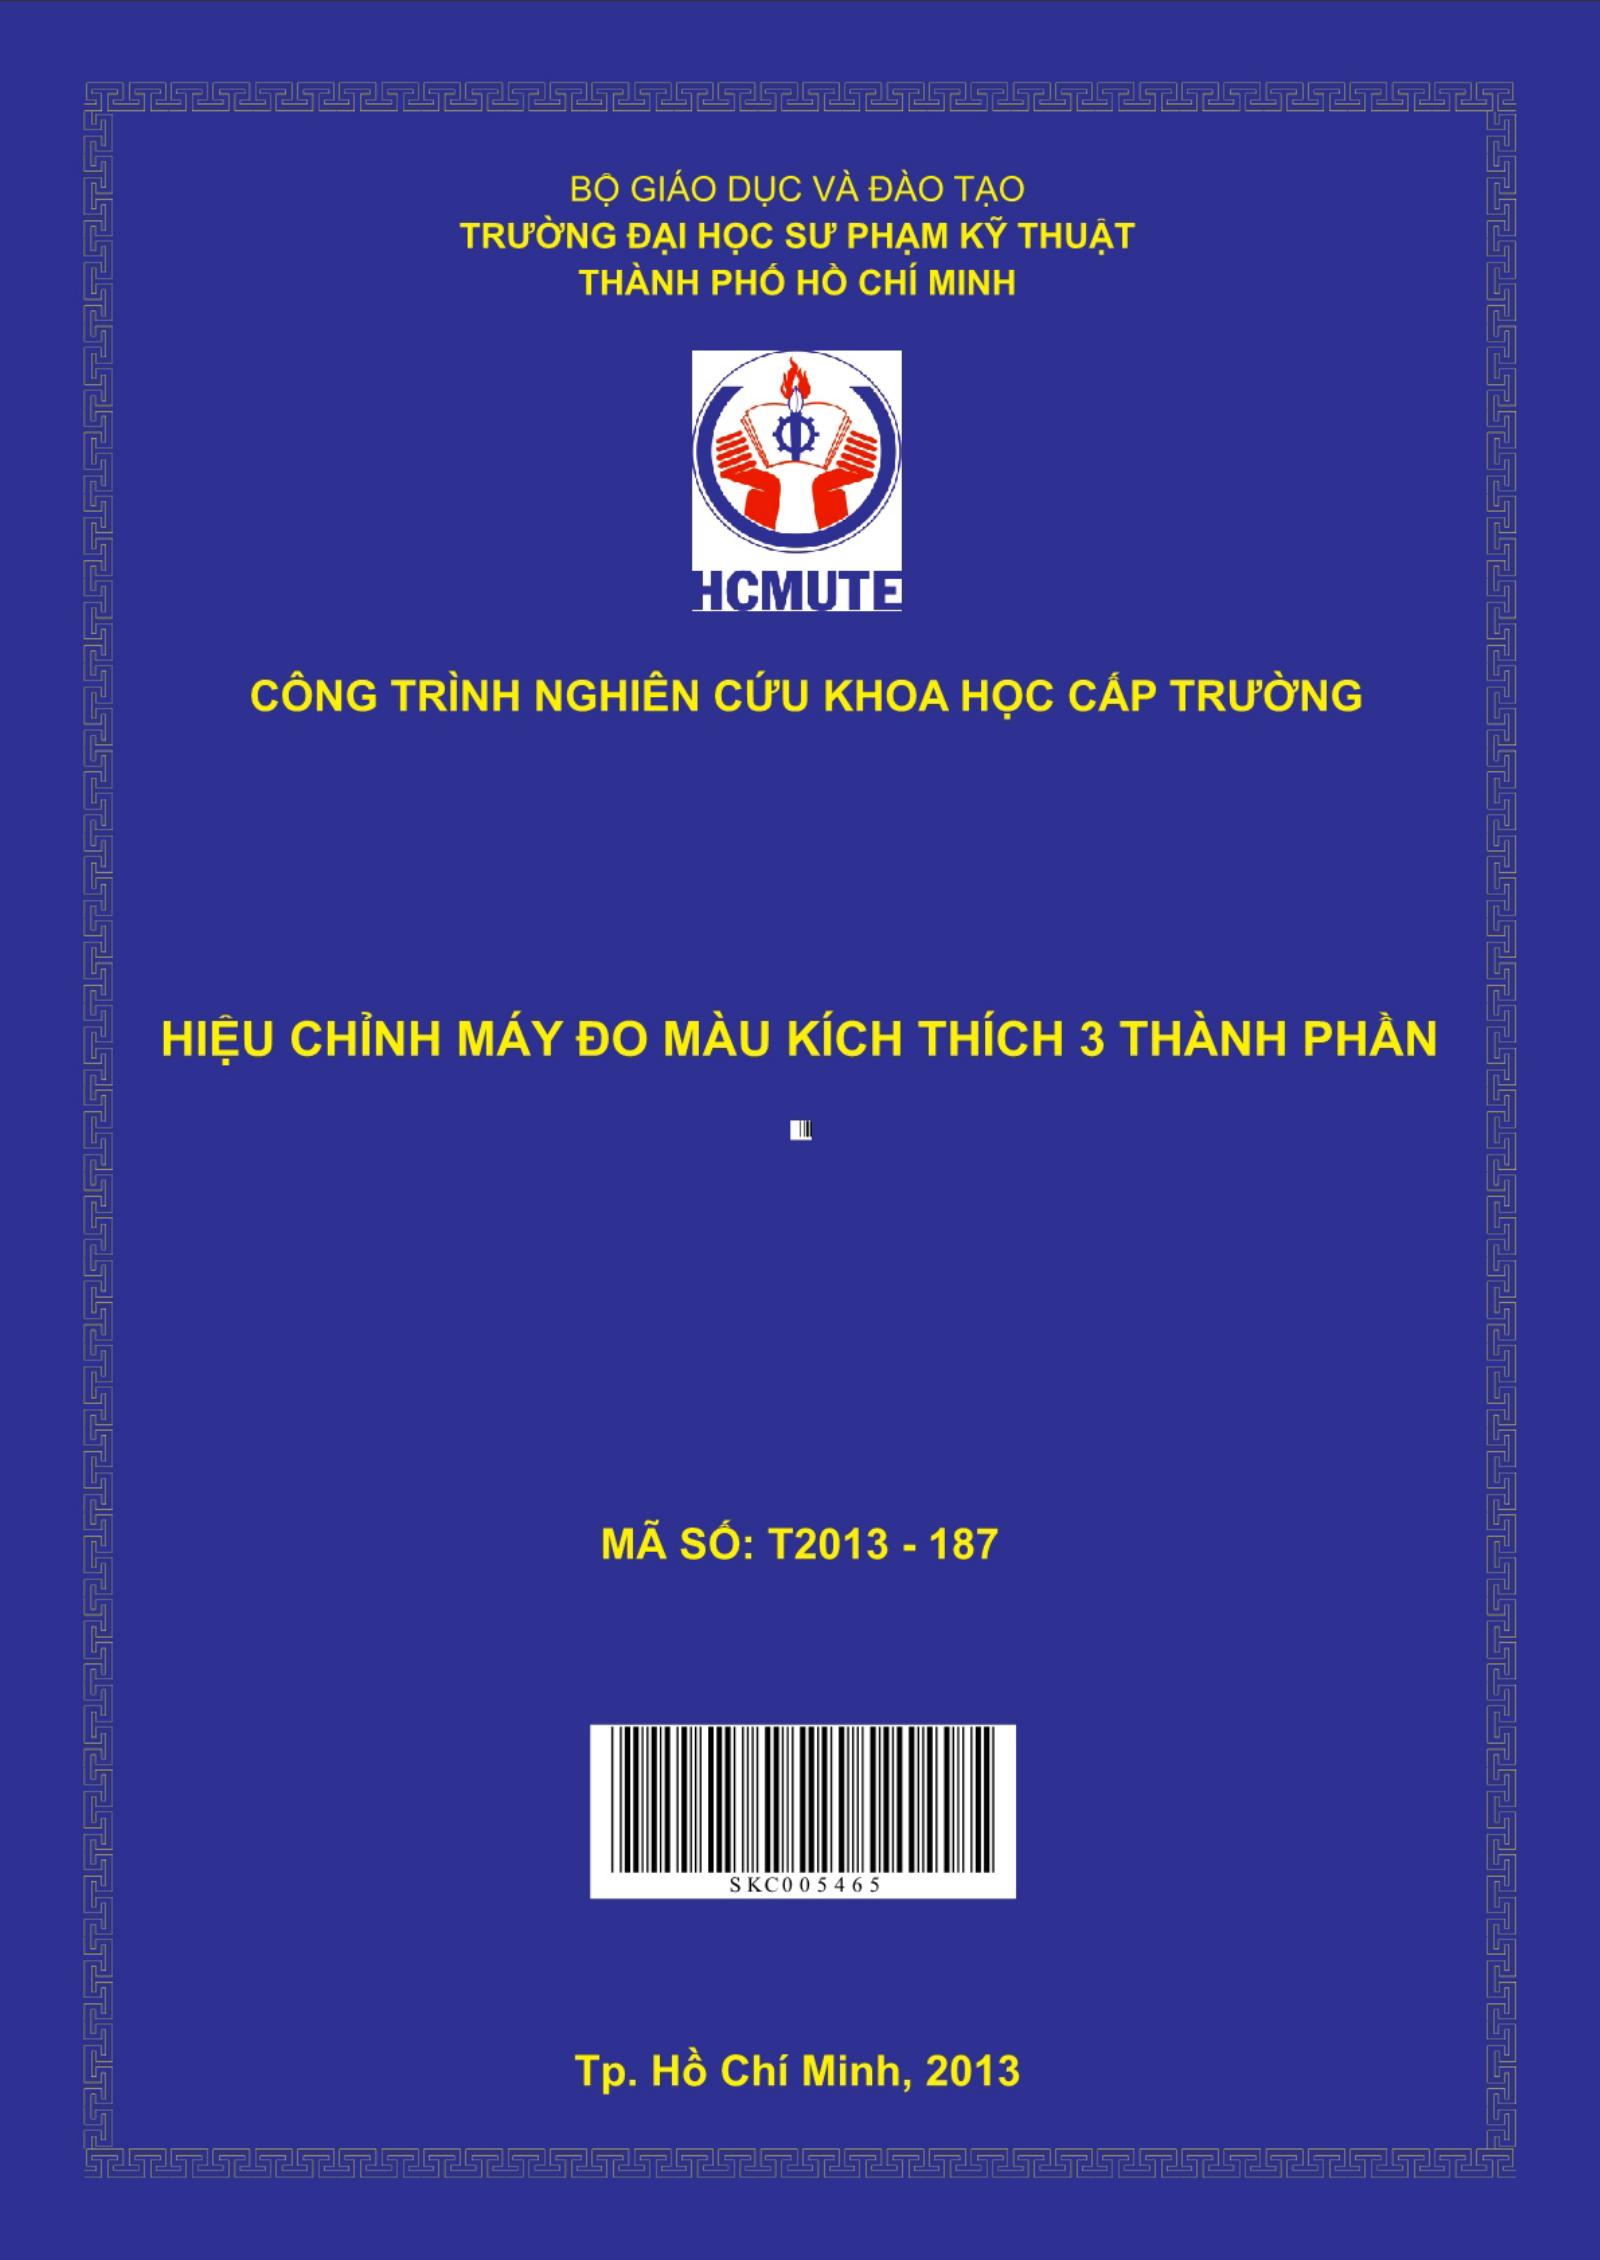 BỘ GIÁO DỤC VÀ ĐÀO TẠO
TRƯỜNG ĐẠI HỌC SƯ PHẠM KỸ THUẬT
THÀNH PHỐ HỒ CHÍ MINH
HCMUTE
CÔNG TRÌNH NGHIÊN CỨU KHOA HỌC CẤP TRƯỜNG
HIỆU CHỈNH MÁY ĐO MÀU KÍCH THÍCH 3 THÀNH PHẦN
MÃ SỐ: T2013 - 187
SKC005465
Tp. Hồ Chí Minh, 2013